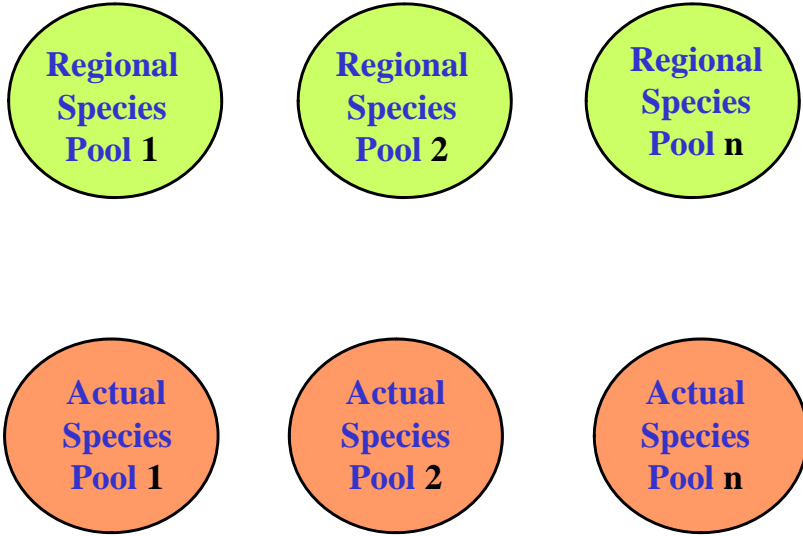 Regional
Species
Pool 1
Regional
Species
Pool 2
Regional
Species
Pool n
Actual
Species
Pool 1
Actual
Species
Pool 2
Actual
Species
Pool n